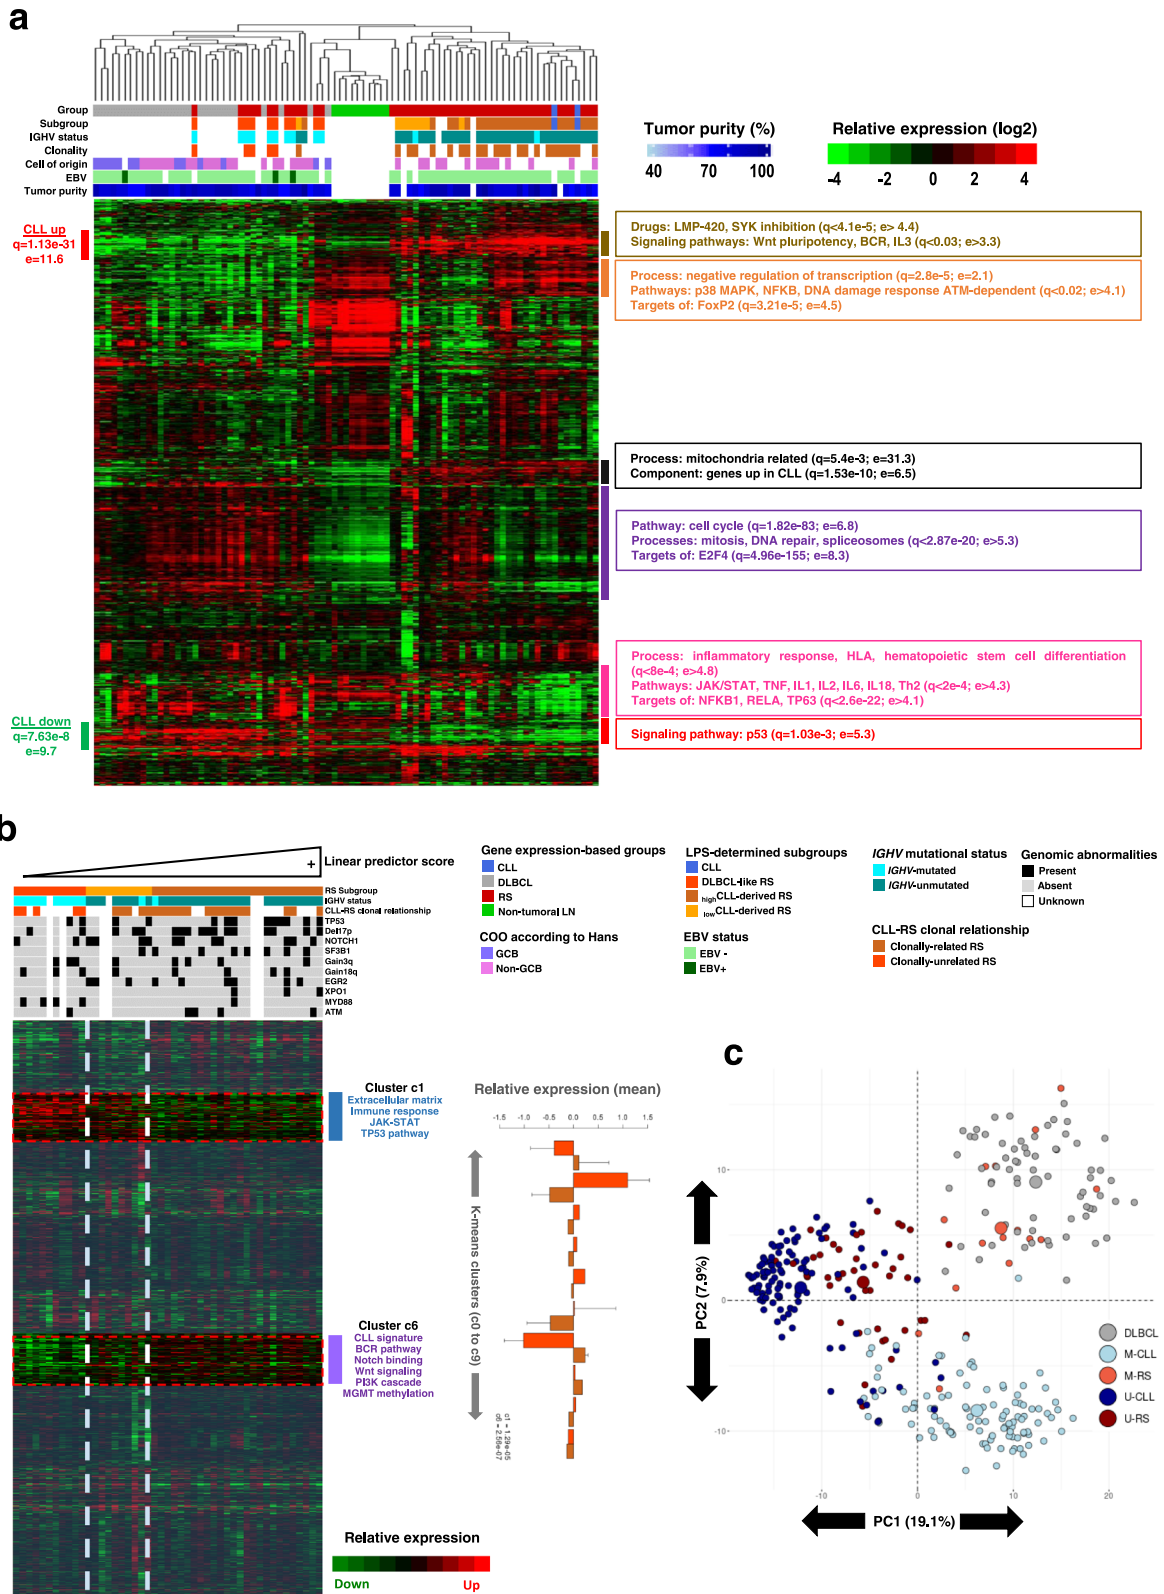 a
Group
Subgroup
IGHV status
Clonality
Cell of origin
EBV
Tumor purity
Tumor purity (%)
40 70 100
Relative expression (log2)
-4 -2 0 2 4
CLL up
q=1.13e-31
e=11.6
CLL down
q=7.63e-8
e=9.7
Drugs: LMP-420, SYK inhibition (q<4.1e-5; e> 4.4)
Signaling pathways: Wnt pluripotency, BCR, IL3 (q<0.03; e>3.3)
Process: negative regulation of transcription (q=2.8e-5; e=2.1)
Pathways: p38 MAPK, NFKB, DNA damage response ATM-dependent (q<0.02; e>4.1)
Targets of: FoxP2 (q=3.21e-5; e=4.5)
Process: mitochondria related (q=5.4e-3; e=31.3)
Component: genes up in CLL (q=1.53e-10; e=6.5)
Pathway: cell cycle (q=1.82e-83; e=6.8)
Processes: mitosis, DNA repair, spliceosomes (q<2.87e-20; e>5.3)
Targets of: E2F4 (q=4.96e-155; e=8.3)
Process: inflammatory response, HLA, hematopoietic stem cell differentiation
(q<8e-4; e>4.8)
Pathways: JAK/STAT, TNF, IL1, IL2, IL6, IL18, Th2 (q<2e-4; e>4.3)
Targets of: NFKB1, RELA, TP63 (q<2.6e-22; e>4.1)
Signaling pathway: p53 (q=1.03e-3; e=5.3)
b
+
Linear predictor score
RS Subgroup
IGHV status
CLL-RS clonal relationship
TP53
Del17p
NOTCH1
SF3B1
Gain3q
Gain18q
EGR2
XPO1
MYD88
ATM
Gene expression-based groups
CLL
DLBCL
RS
Non-tumoral LN
COO according to Hans
GCB
Non-GCB
LPS-determined subgroups
CLL
DLBCL-like RS
high CLL-derived RS
low CLL-derived RS
EBV status
EBV -
EBV+
IGHV mutational status
IGHV-mutated
IGHV-unmutated
CLL-RS clonal relationship
Clonally-related RS
Clonally-unrelated RS
Genomic abnormalities
Present
Absent
Unknown
Cluster c1
Extracellular matrix
Immune response
JAK-STAT
TP53 pathway
Cluster c6
CLL signature
BCR pathway
Notch binding
Wnt signaling
PI3K cascade
MGMT methylation
Relative expression (mean)
-1.5 -1.0 -0.5 0.0 0.5 1.0 1.5
K-means clusters (c0 to c9)
c1 = 1.29e-05
c6 = 2.56e-07
Relative expression
Down Up
c
PC2 (7.9%)
10
0
-10
-10 0 10 20
PC1 (19.1%)
DLBCL
M-CLL
M-RS
U-CLL
U-RS